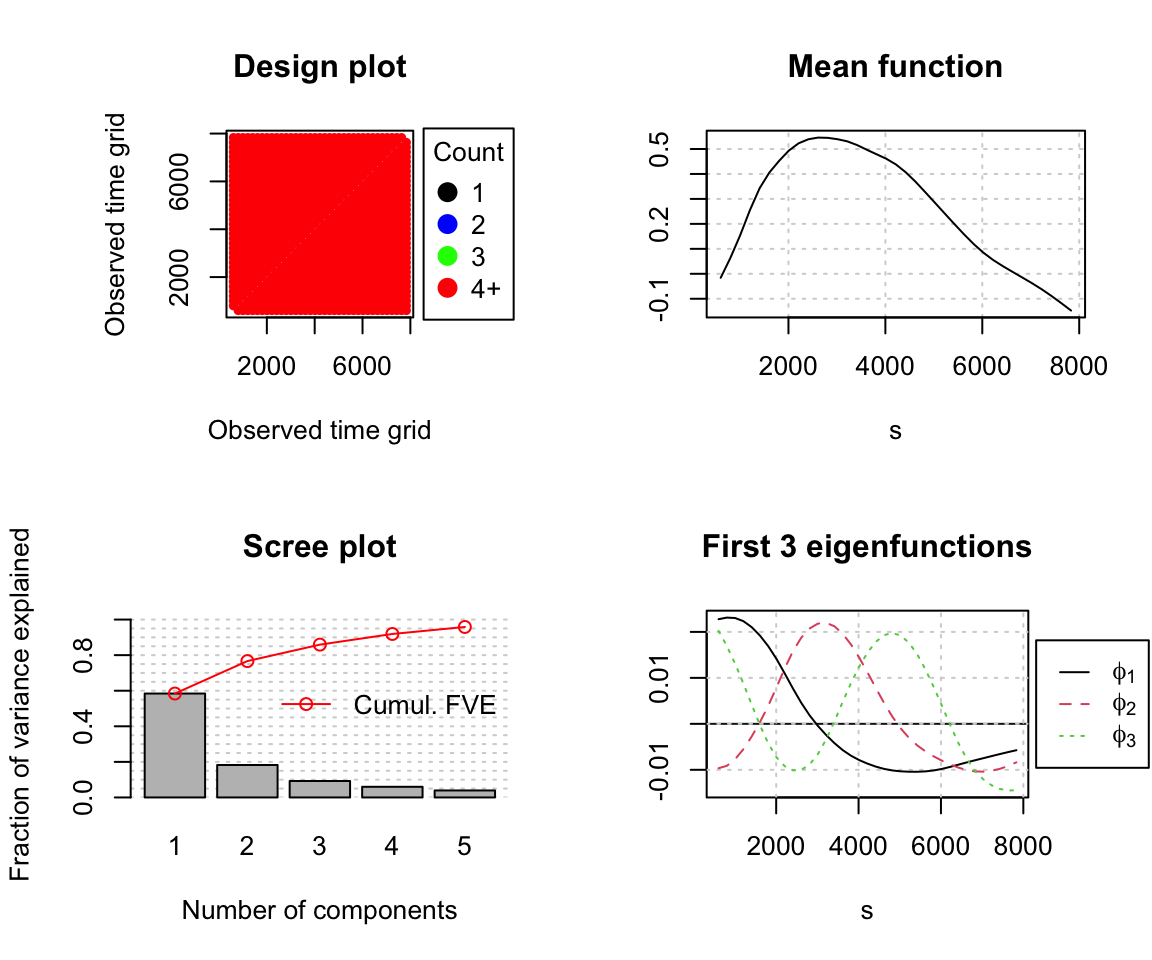 Design plot
Observed time grid
2000 6000
2000 6000
Observed time grid
Count
1
2
3
4+
Mean function
-0.1 0.2 0.5
2000 4000 6000 8000
s
Scree plot
Fraction of variance explained
0.0 0.4 0.8
Cumul. FVE
1 2 3 4 5
Number of components
First 3 eigenfunctions
-0.01 0.01
2000 4000 6000 8000
s
ϕ1
ϕ2
ϕ3